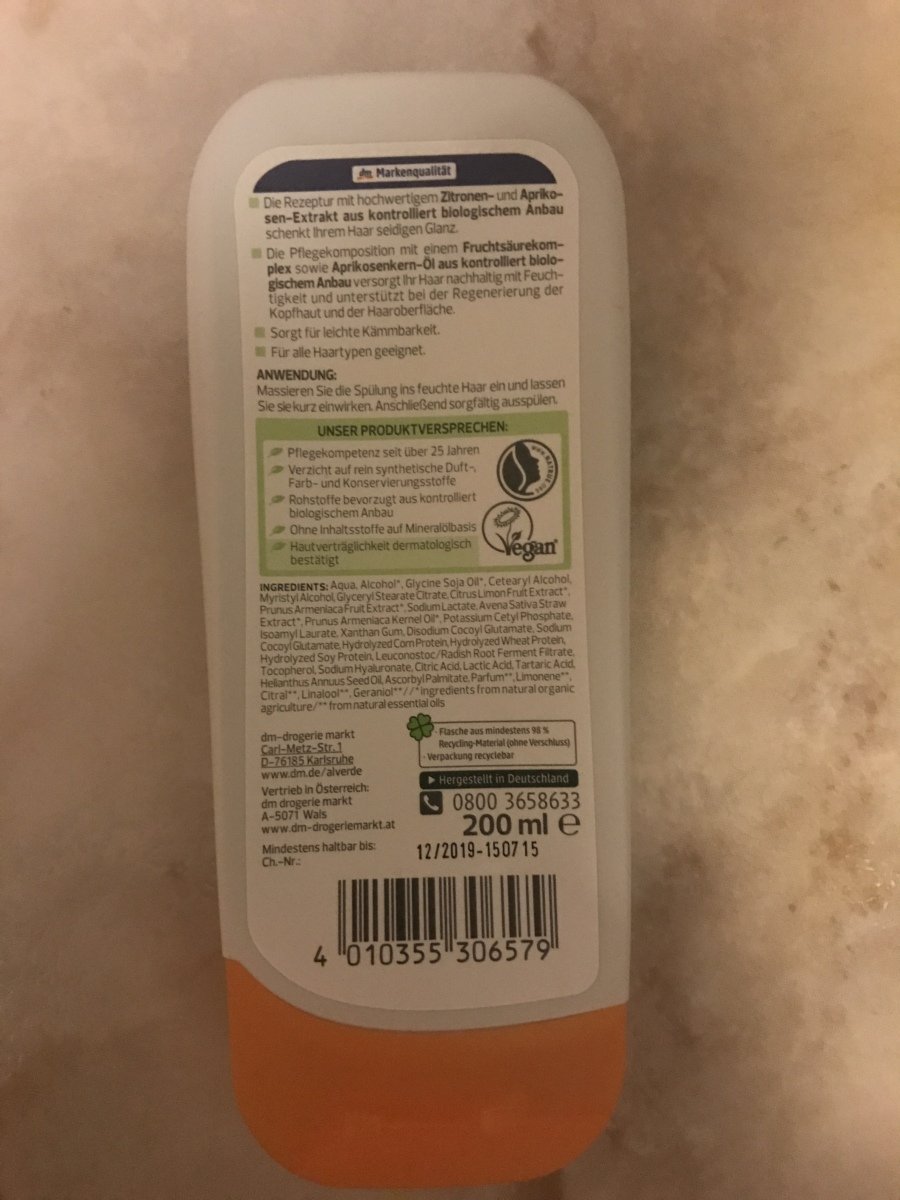 dm Markenqualität
Die Rezeptur mit hochwertigem Zitronen- und Apriko-
sen-Extrakt aus kontrolliert biologischem Anbau
schenkt Ihrem Haar seidigen Glanz.
Die Pflegekomposition mit einem Fruchtsäurekom-
plex sowie Aprikosenkern-Öl aus kontrolliert biolo-
gischem Anbau versorgt Ihr Haar nachhaltig mit Feuch-
tigkeit und unterstützt bei der Regenerierung der
Kopfhaut und der Haaroberfläche.
Sorgt für leichte Kämmbarkeit.
Für alle Haartypen geeignet.
ANWENDUNG:
Massieren Sie die Spülung ins feuchte Haar ein und lassen
Sie sie kurz einwirken. Anschließend sorgfältig ausspülen.
UNSER PRODUKTVERSPRECHEN:
Pflegekompetenz seit über 25 Jahren
Verzicht auf rein synthetische Duft-,
Farb- und Konservierungsstoffe
Rohstoffe bevorzugt aus kontrolliert
biologischem Anbau
Ohne Inhaltsstoffe auf Mineralölbasis
Hautverträglichkeit dermatologisch
bestätigt
www.NATRUE.org
Vegan
INGREDIENTS: Aqua, Alcohol*, Glycine Soja Oil*, Cetearyl Alcohol,
Myristyl Alcohol, Glyceryl Stearate Citrate, Citrus Limon Fruit Extract*,
Prunus Armeniaca Fruit Extract*, Sodium Lactate, Avena Sativa Straw
Extract*, Prunus Armeniaca Kernel Oil*, Potassium Cetyl Phosphate,
Isoamyl Laurate, Xanthan Gum, Disodium Cocoyl Glutamate, Sodium
Cocoyl Glutamate, Hydrolyzed Corn Protein, Hydrolyzed Wheat Protein,
Hydrolyzed Soy Protein, Leuconostoc/Radish Root Ferment Filtrate,
Tocopherol, Sodium Hyaluronate, Citric Acid, Lactic Acid, Tartaric Acid,
Helianthus Annuus Seed Oil, Ascorbyl Palmitate, Parfum**, Limonene**,
Citral**, Linalool**, Geraniol**//*ingredients from natural organic
agriculture/** from natural essential oils
dm-drogerie markt
Carl-Metz-Str. 1
D-76185 Karlsruhe
www.dm.de/alverde
Vertrieb in Österreich:
dm drogerie markt
A-5071 Wals
www.dm-drogeriemarkt.at
· Flasche aus mindestens 98 %
Recycling-Material (ohne Verschluss)
· Verpackung recyclebar
Hergestellt in Deutschland
0800 3658633
200 ml ℮
Mindestens haltbar bis:
Ch.-Nr.:
12/2019-150715
4 010355 306579